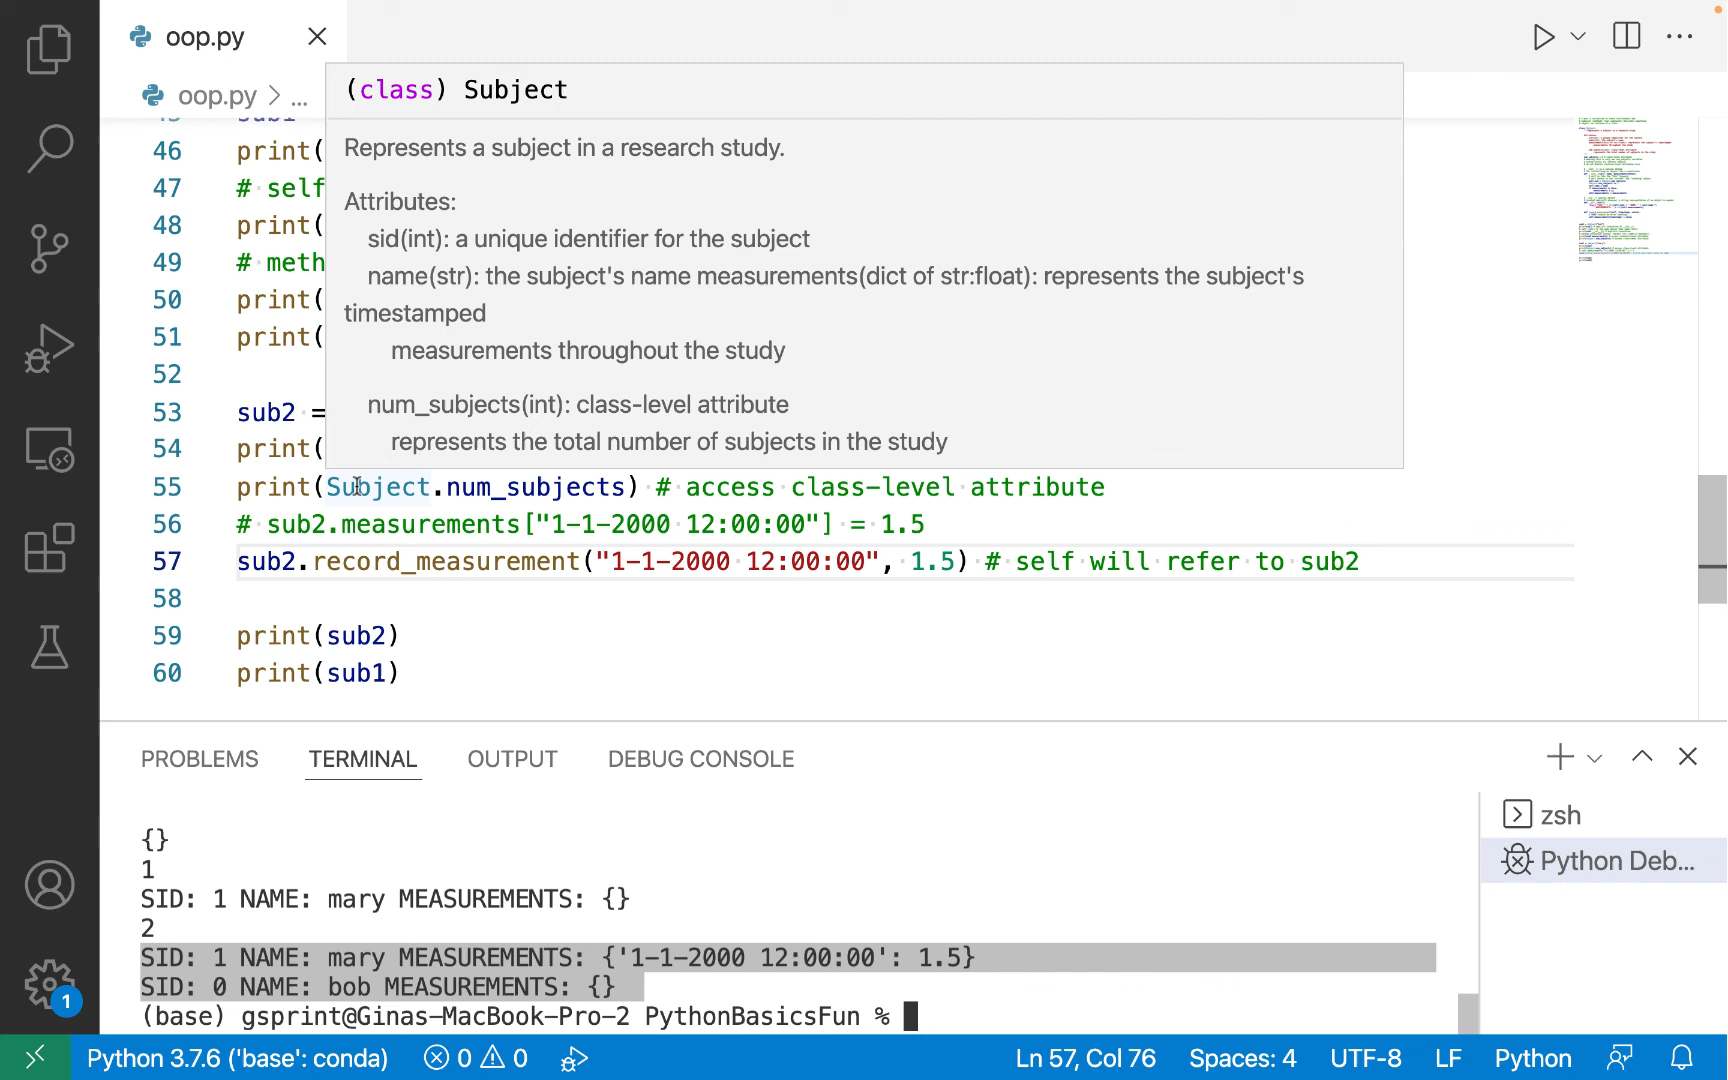 oop.py
oop.py > ...
(class) Subject
Represents a subject in a research study.
Attributes:
sid(int): a unique identifier for the subject
name(str): the subject's name measurements(dict of str:float): represents the subject's
timestamped
measurements throughout the study
num_subjects(int): class-level attribute
represents the total number of subjects in the study
46 print(
47 # self
48 print(
49 # meth
50 print(
51 print(
52
53 sub2 =
54 print(
55 print(Subject.num_subjects) # access class-level attribute
56 # sub2.measurements["1-1-2000 12:00:00"] = 1.5
57 sub2.record_measurement("1-1-2000 12:00:00", 1.5) # self will refer to sub2
58
59 print(sub2)
60 print(sub1)
PROBLEMS TERMINAL OUTPUT DEBUG CONSOLE
{}
1
SID: 1 NAME: mary MEASUREMENTS: {}
2
SID: 1 NAME: mary MEASUREMENTS: {'1-1-2000 12:00:00': 1.5}
SID: 0 NAME: bob MEASUREMENTS: {}
(base) gsprint@Ginas-MacBook-Pro-2 PythonBasicsFun %
zsh
Python Deb...
1
Python 3.7.6 ('base': conda) 0 0 Ln 57, Col 76 Spaces: 4 UTF-8 LF Python